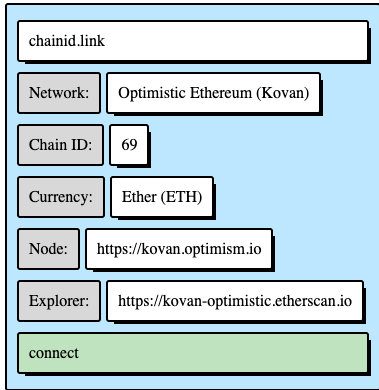 chainid.link
Network: Optimistic Ethereum (Kovan)
Chain ID: 69
Currency: Ether (ETH)
Node: https://kovan.optimism.io
Explorer: https://kovan-optimistic.etherscan.io
connect